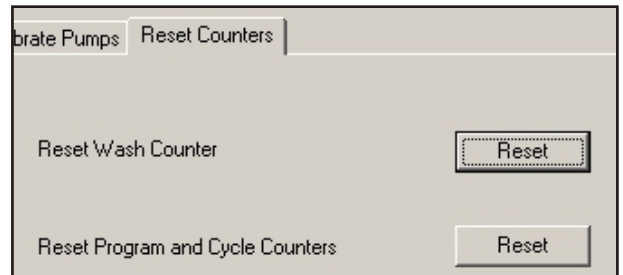 brate Pumps Reset Counters
Reset Wash Counter Reset
Reset Program and Cycle Counters Reset